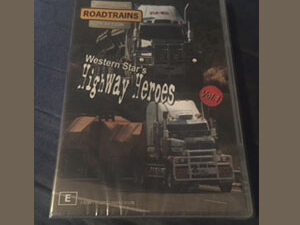 ROADTRAINS
Western Star's
Highway Heroes
Vol.1
E